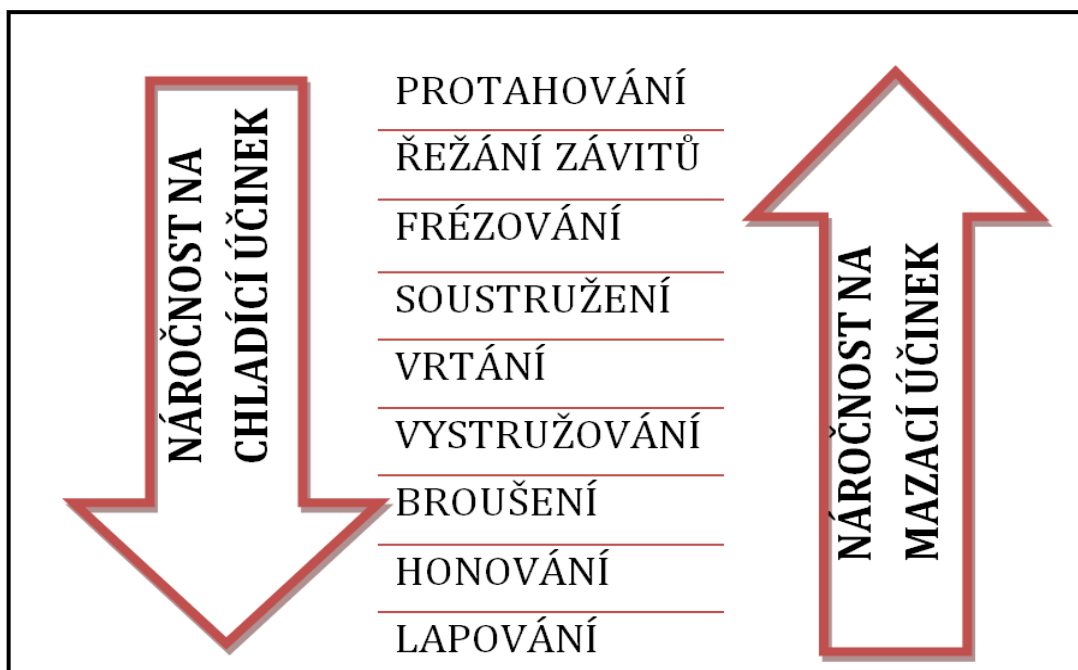 NÁROČNOST NA
CHLADÍCÍ ÚČINEK
PROTAHOVÁNÍ
ŘEŽÁNÍ ZÁVITŮ
FRÉZOVÁNÍ
SOUSTRUŽENÍ
VRTÁNÍ
VYSTRUŽOVÁNÍ
BROUŠENÍ
HONOVÁNÍ
LAPOVÁNÍ
NÁROČNOST NA
MAZACÍ ÚČINEK